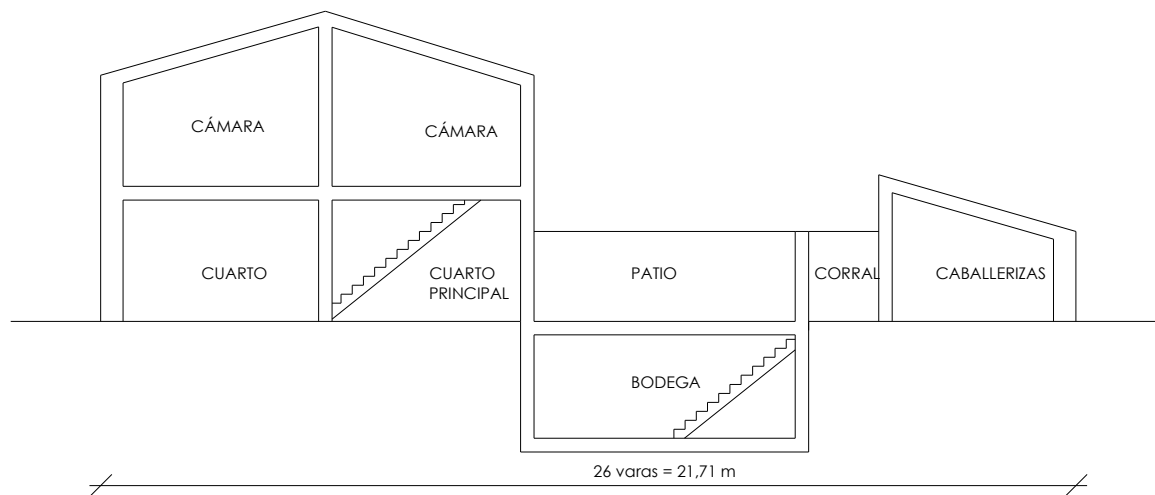 CÁMARA
CÁMARA
CUARTO
CUARTO
PRINCIPAL
PATIO
CORRAL
CABALLERIZAS
BODEGA
26 varas = 21,71 m